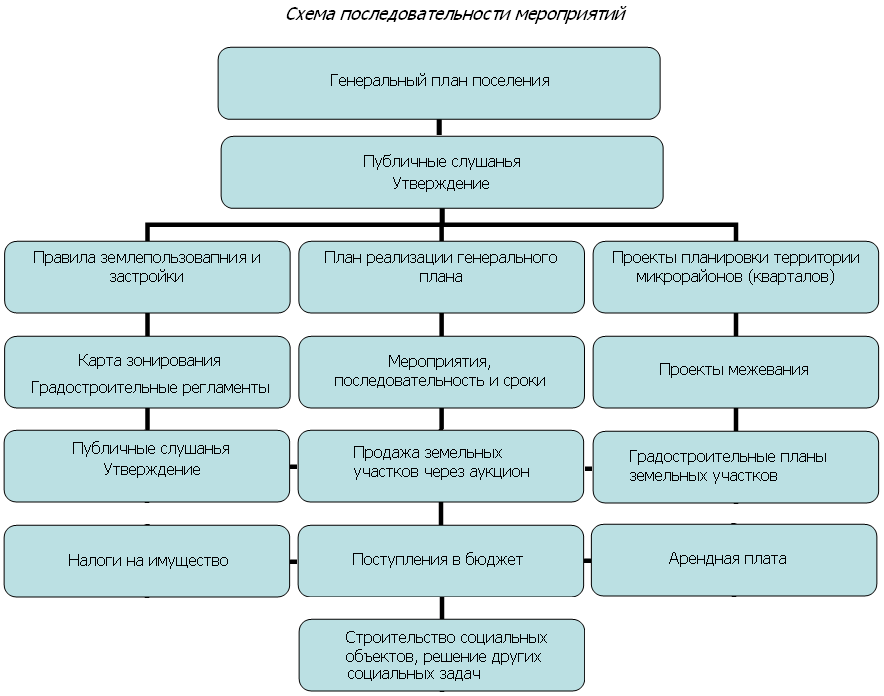 Схема последовательности мероприятий
Генеральный план поселения
Публичные слушанья
Утверждение
Правила землепользовапния и
застройки
План реализации генерального
плана
Проекты планировки территории
микрорайонов (кварталов)
Карта зонирования
Градостроительные регламенты
Мероприятия,
последовательность и сроки
Проекты межевания
Публичные слушанья
Утверждение
Продажа земельных
участков через аукцион
Градостроительные планы
земельных участков
Налоги на имущество
Поступления в бюджет
Арендная плата
Строительство социальных
объектов, решение других
социальных задач